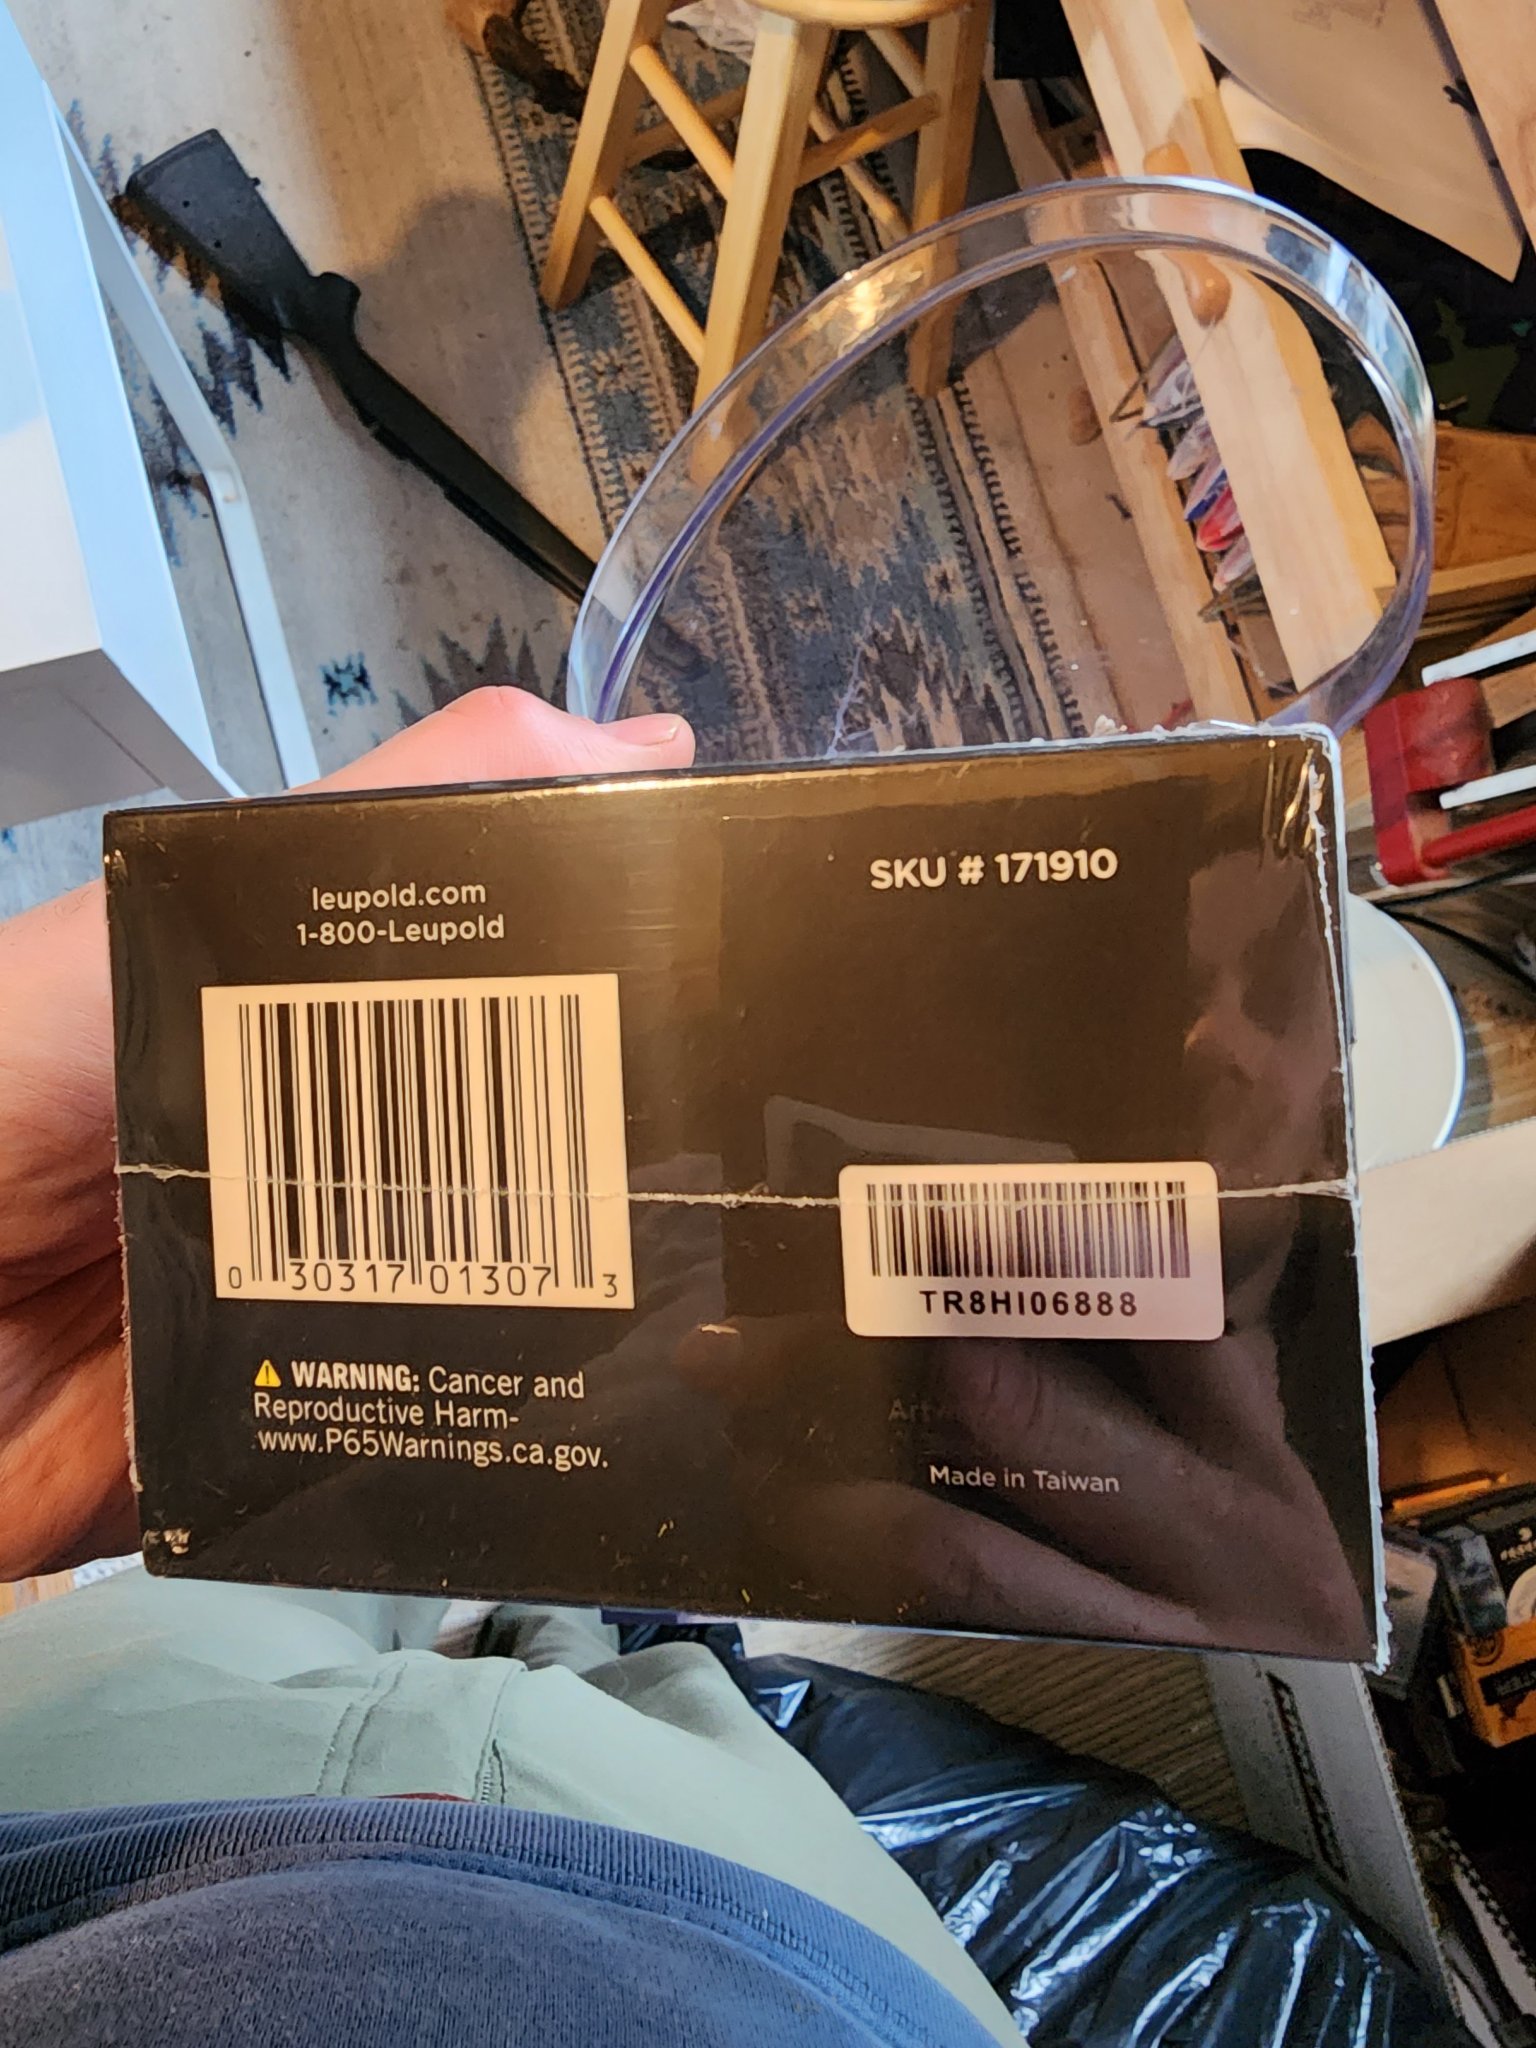 leupold.com
1-800-Leupold
SKU # 171910
0 30317 01307 3
TR8HI06888
⚠ WARNING: Cancer and
Reproductive Harm-
www.P65Warnings.ca.gov.
Made in Taiwan